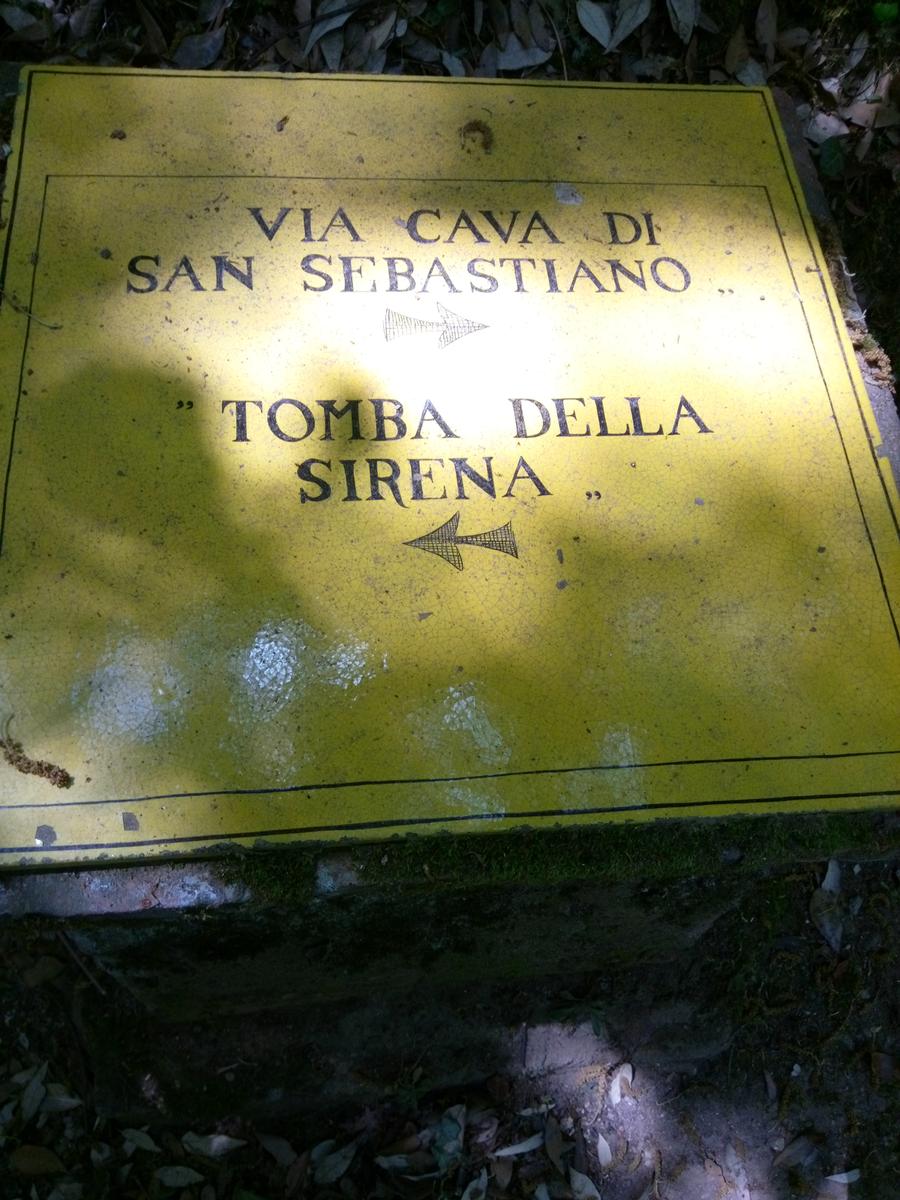 " VIA CAVA DI
SAN SEBASTIANO „
" TOMBA DELLA
SIRENA „